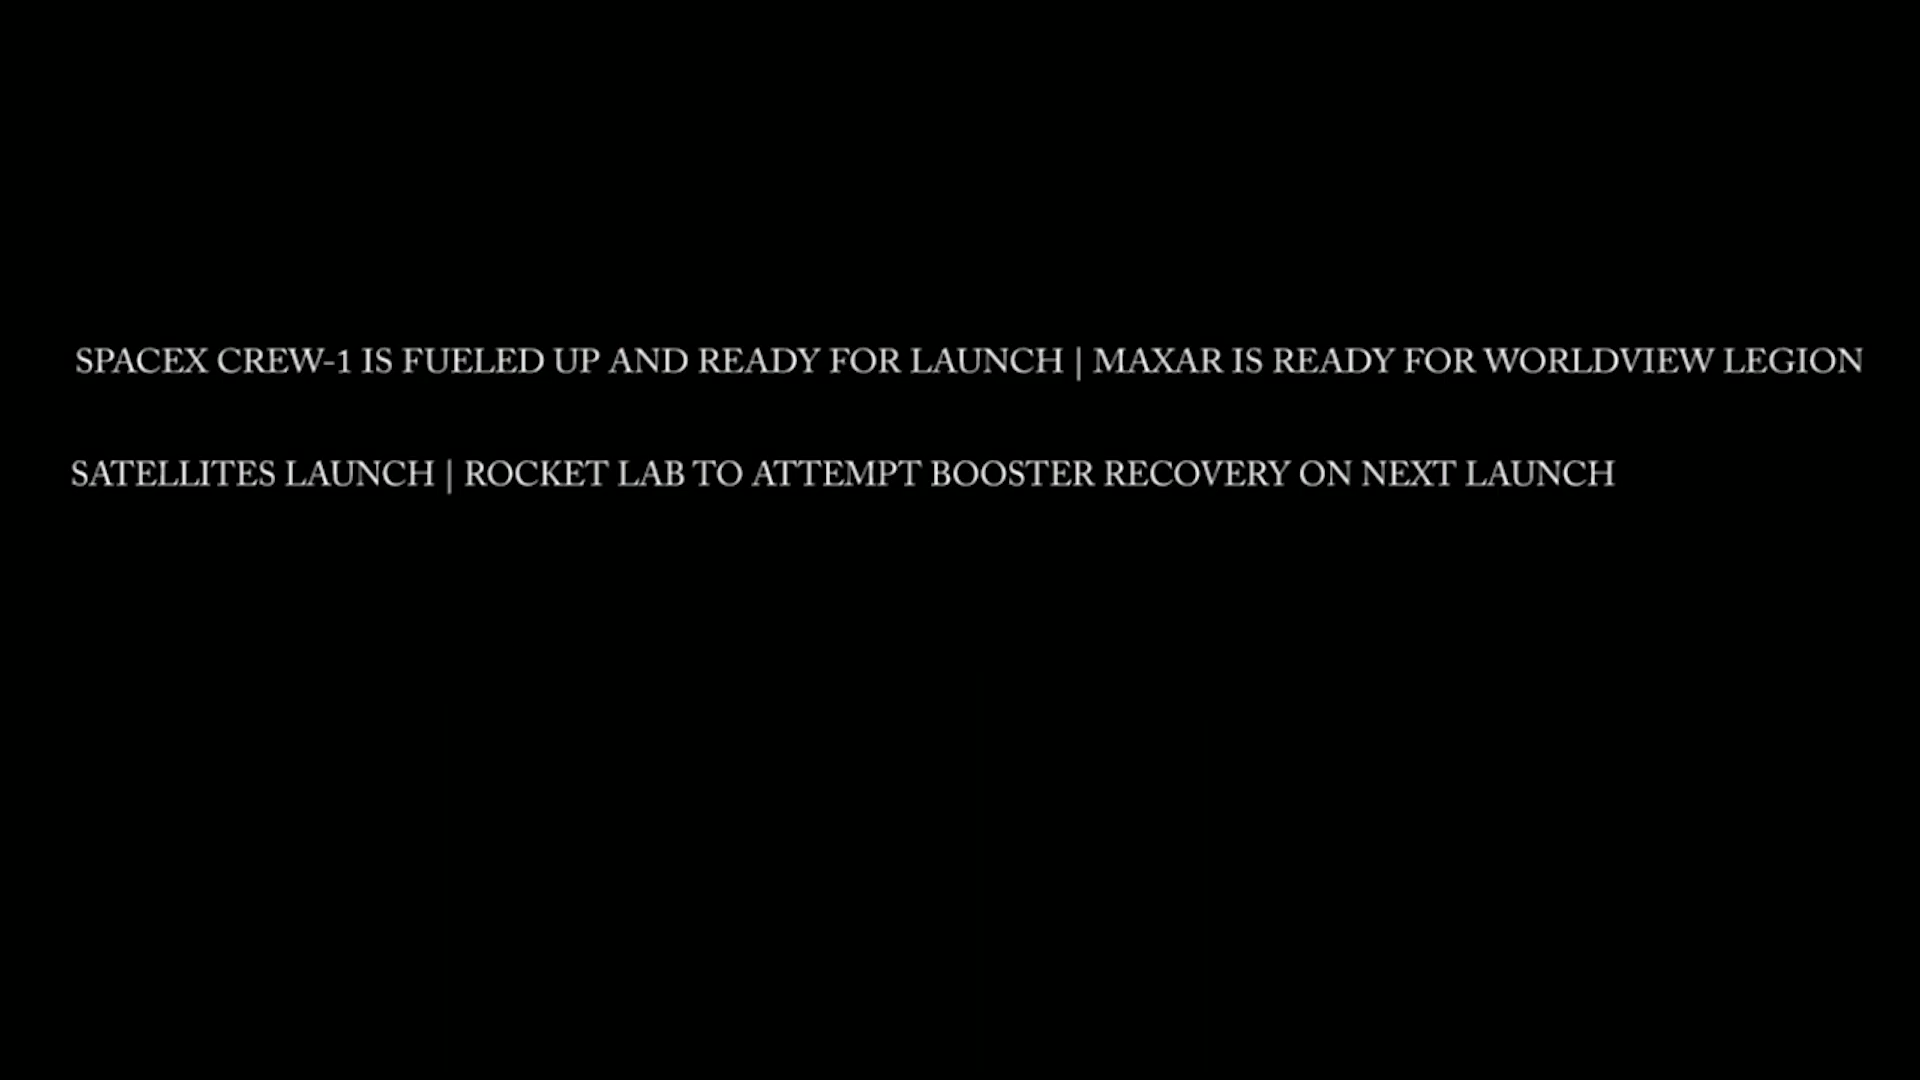 SPACEX CREW-1 IS FUELED UP AND READY FOR LAUNCH | MAXAR IS READY FOR WORLDVIEW LEGION
SATELLITES LAUNCH | ROCKET LAB TO ATTEMPT BOOSTER RECOVERY ON NEXT LAUNCH